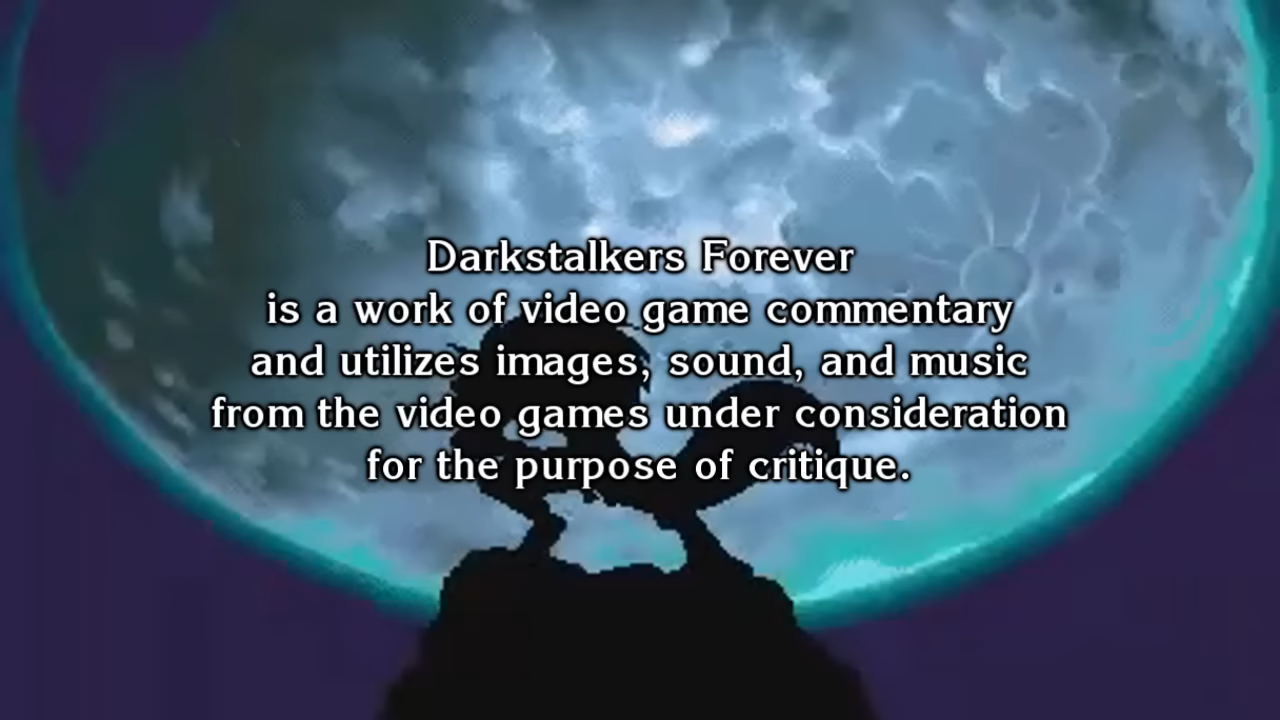 Darkstalkers Forever
is a work of video game commentary
and utilizes images, sound, and music
from the video games under consideration
for the purpose of critique.